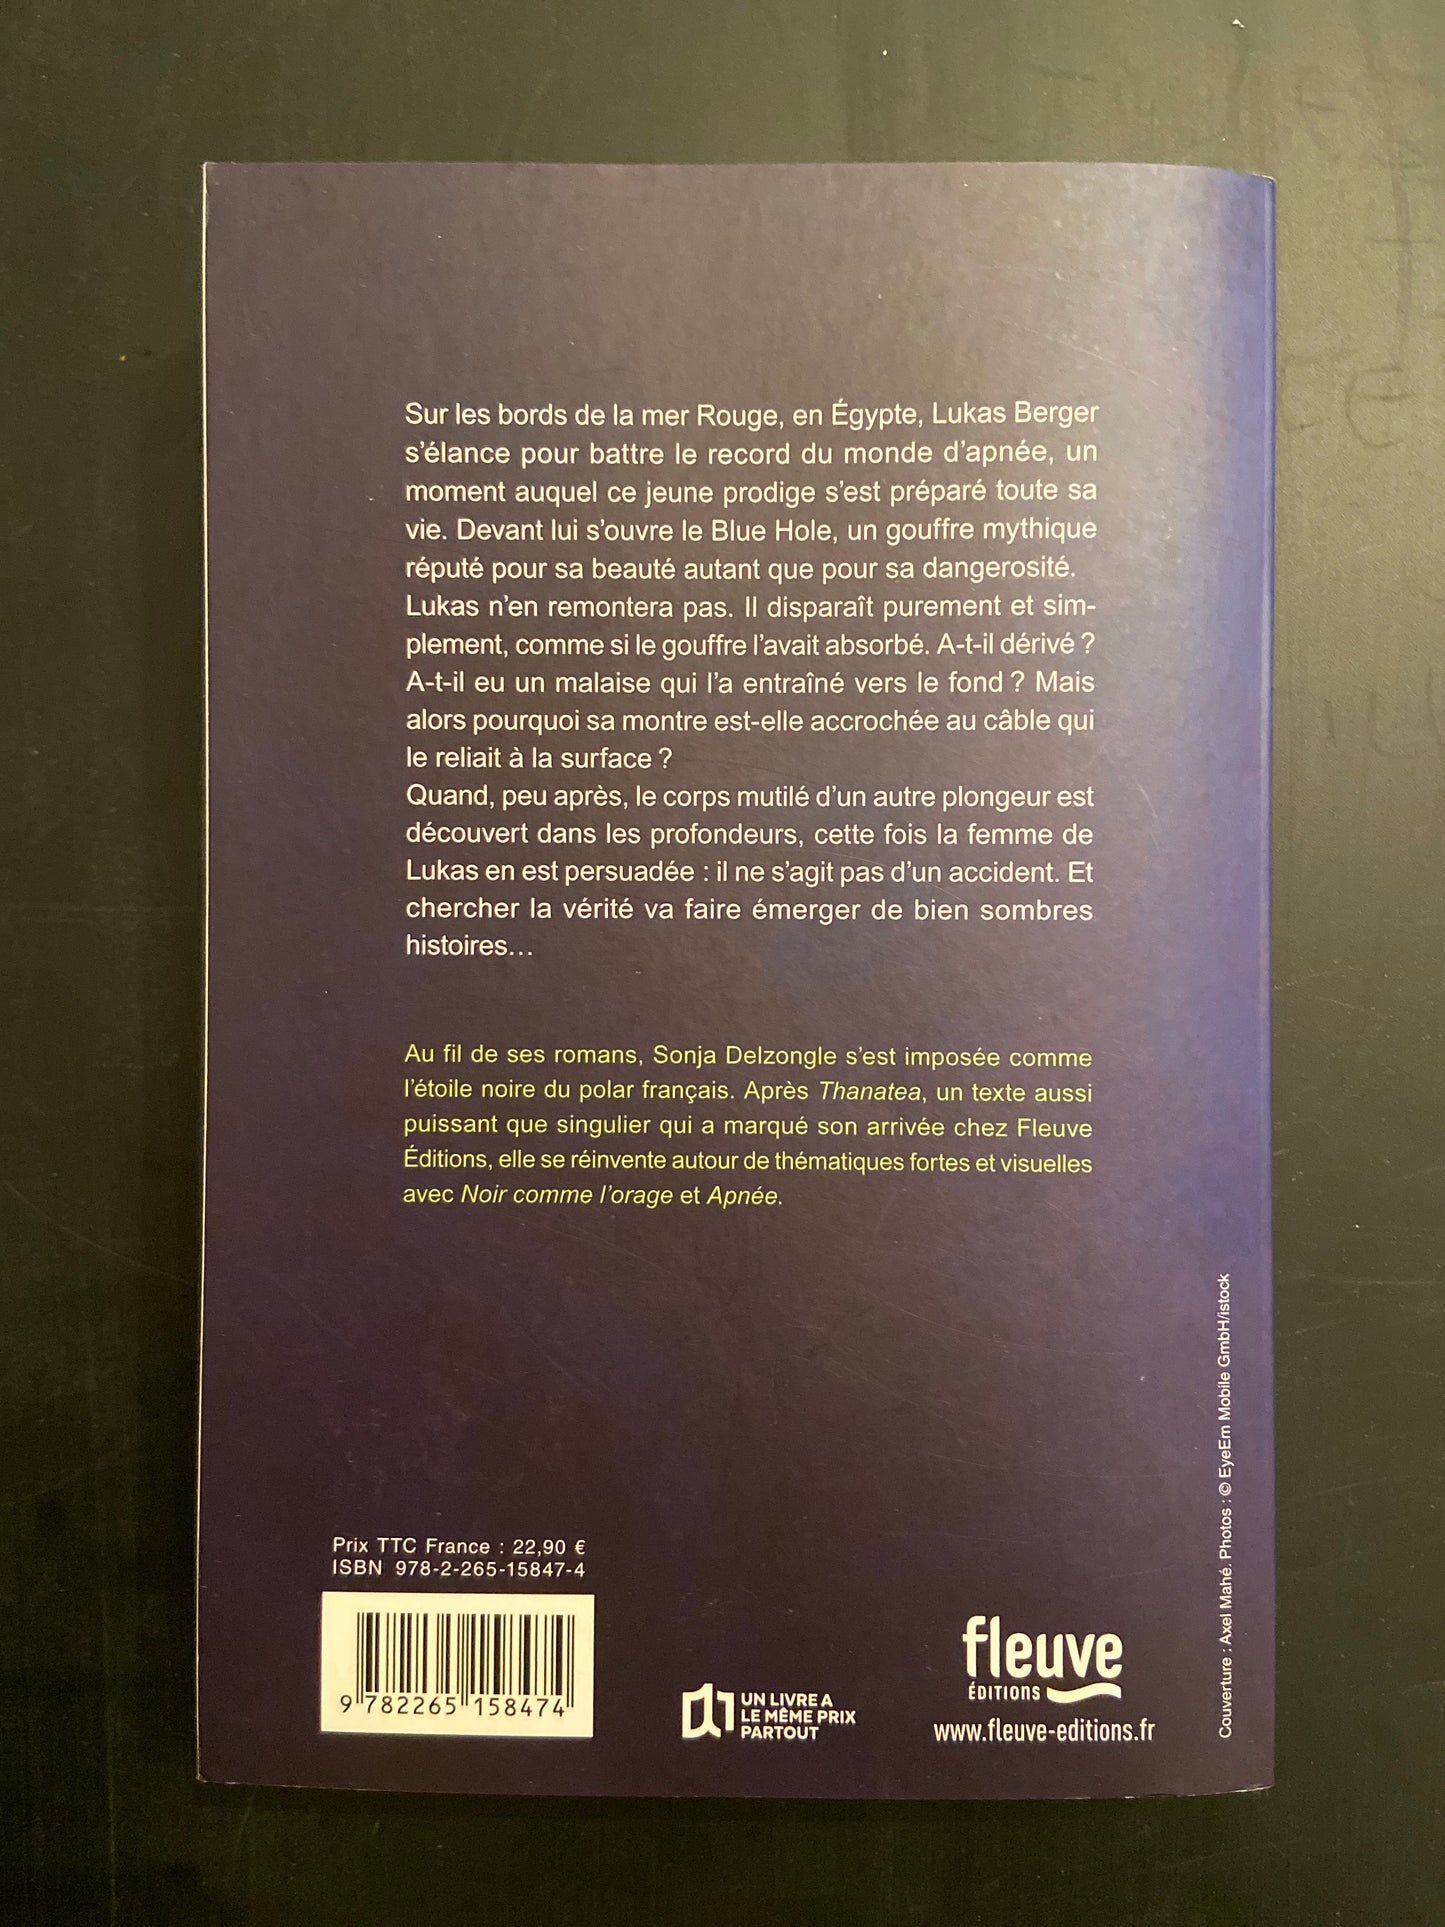 Sur les bords de la mer Rouge, en Égypte, Lukas Berger
s'élance pour battre le record du monde d'apnée, un
moment auquel ce jeune prodige s'est préparé toute sa
vie. Devant lui s'ouvre le Blue Hole, un gouffre mythique
réputé pour sa beauté autant que pour sa dangerosité.
Lukas n'en remontera pas. Il disparaît purement et sim-
plement, comme si le gouffre l'avait absorbé. A-t-il dérivé ?
A-t-il eu un malaise qui l'a entraîné vers le fond ? Mais
alors pourquoi sa montre est-elle accrochée au câble qui
le reliait à la surface ?
Quand, peu après, le corps mutilé d'un autre plongeur est
découvert dans les profondeurs, cette fois la femme de
Lukas en est persuadée : il ne s'agit pas d'un accident. Et
chercher la vérité va faire émerger de bien sombres
histoires…
Au fil de ses romans, Sonja Delzongle s'est imposée comme
l'étoile noire du polar français. Après Thanatea, un texte aussi
puissant que singulier qui a marqué son arrivée chez Fleuve
Éditions, elle se réinvente autour de thématiques fortes et visuelles
avec Noir comme l'orage et Apnée.
Prix TTC France : 22,90 €
ISBN 978-2-265-15847-4
9 782265 158474
UN LIVRE A
LE MÊME PRIX
PARTOUT
fleuve
ÉDITIONS
www.fleuve-editions.fr
Couverture : Axel Mahé. Photos : © EyeEm Mobile GmbH/istock